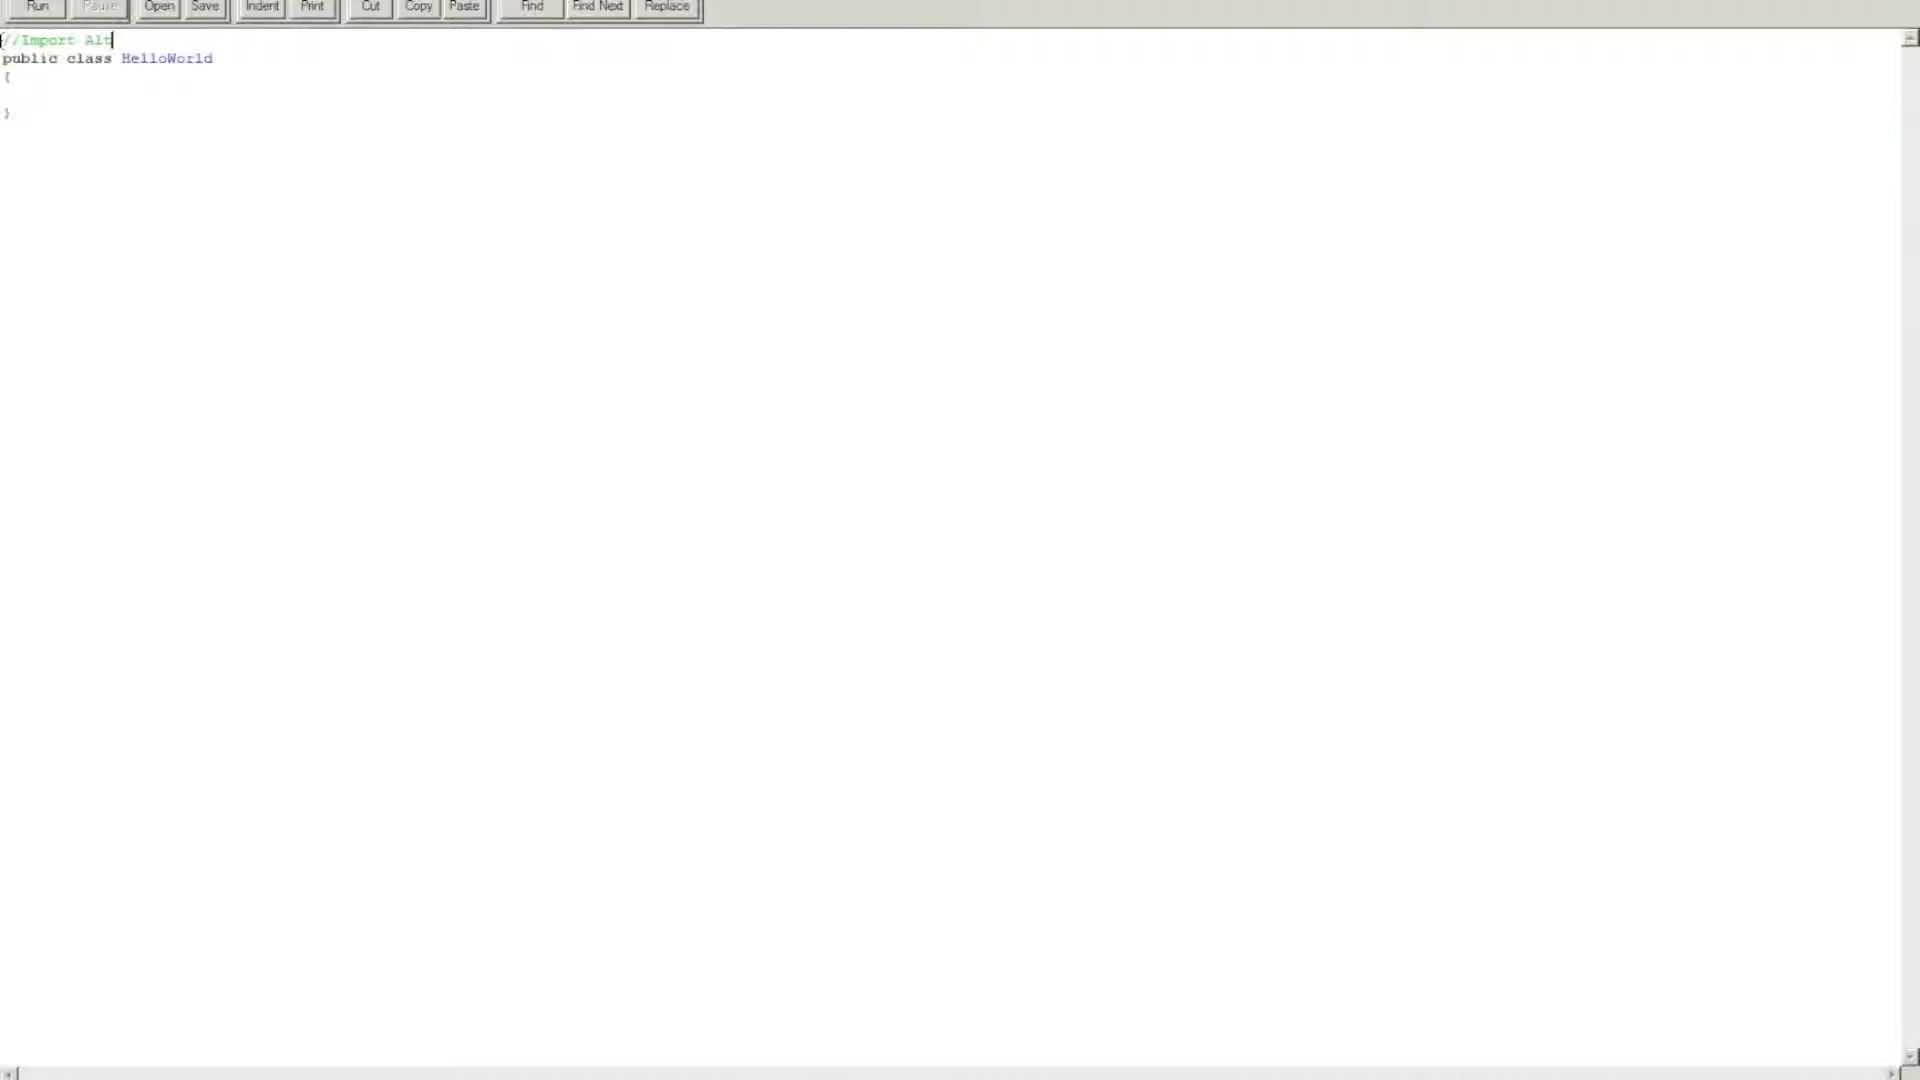 Run Pause Open Save Indent Print Cut Copy Paste Find Find Next Replace
//Import Alt
public class HelloWorld
{
}